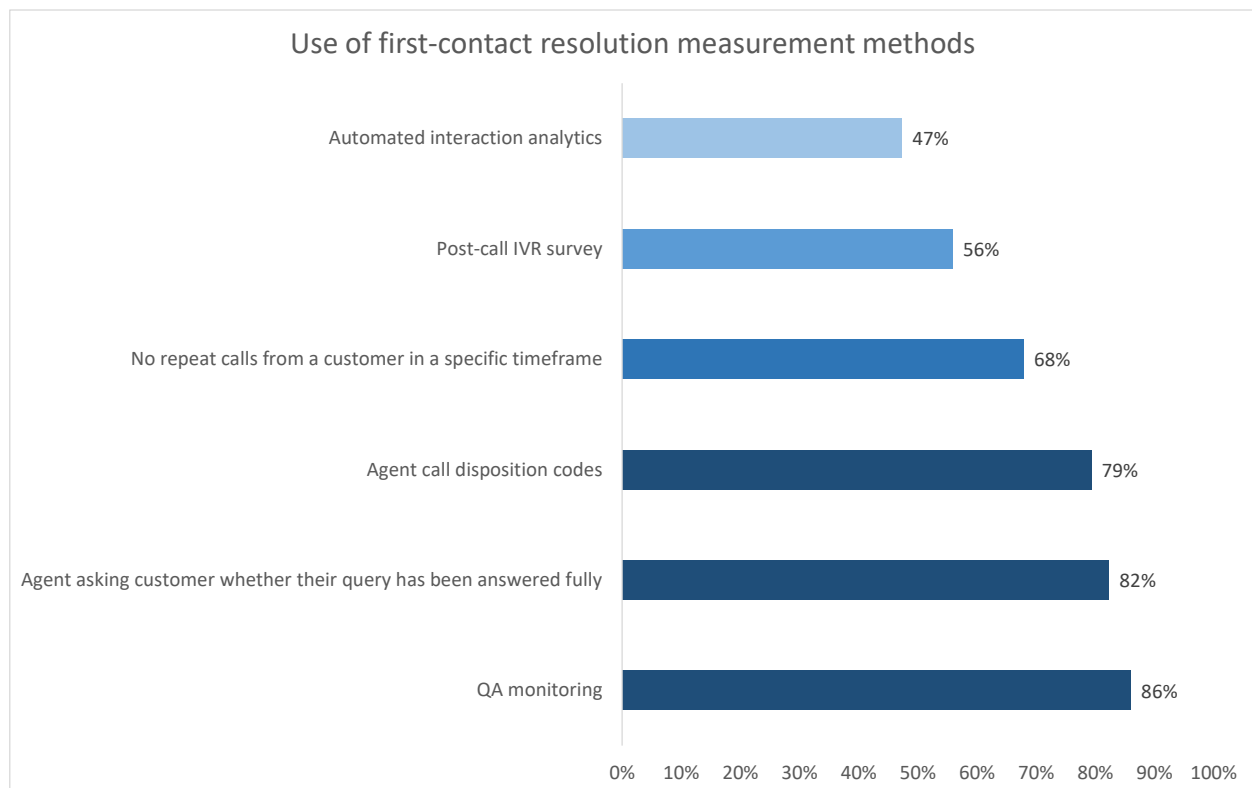 Use of first-contact resolution measurement methods
Automated interaction analytics
47%
Post-call IVR survey
56%
No repeat calls from a customer in a specific timeframe
68%
Agent call disposition codes
79%
Agent asking customer whether their query has been answered fully
82%
QA monitoring
86%
0% 10% 20% 30% 40% 50% 60% 70% 80% 90% 100%